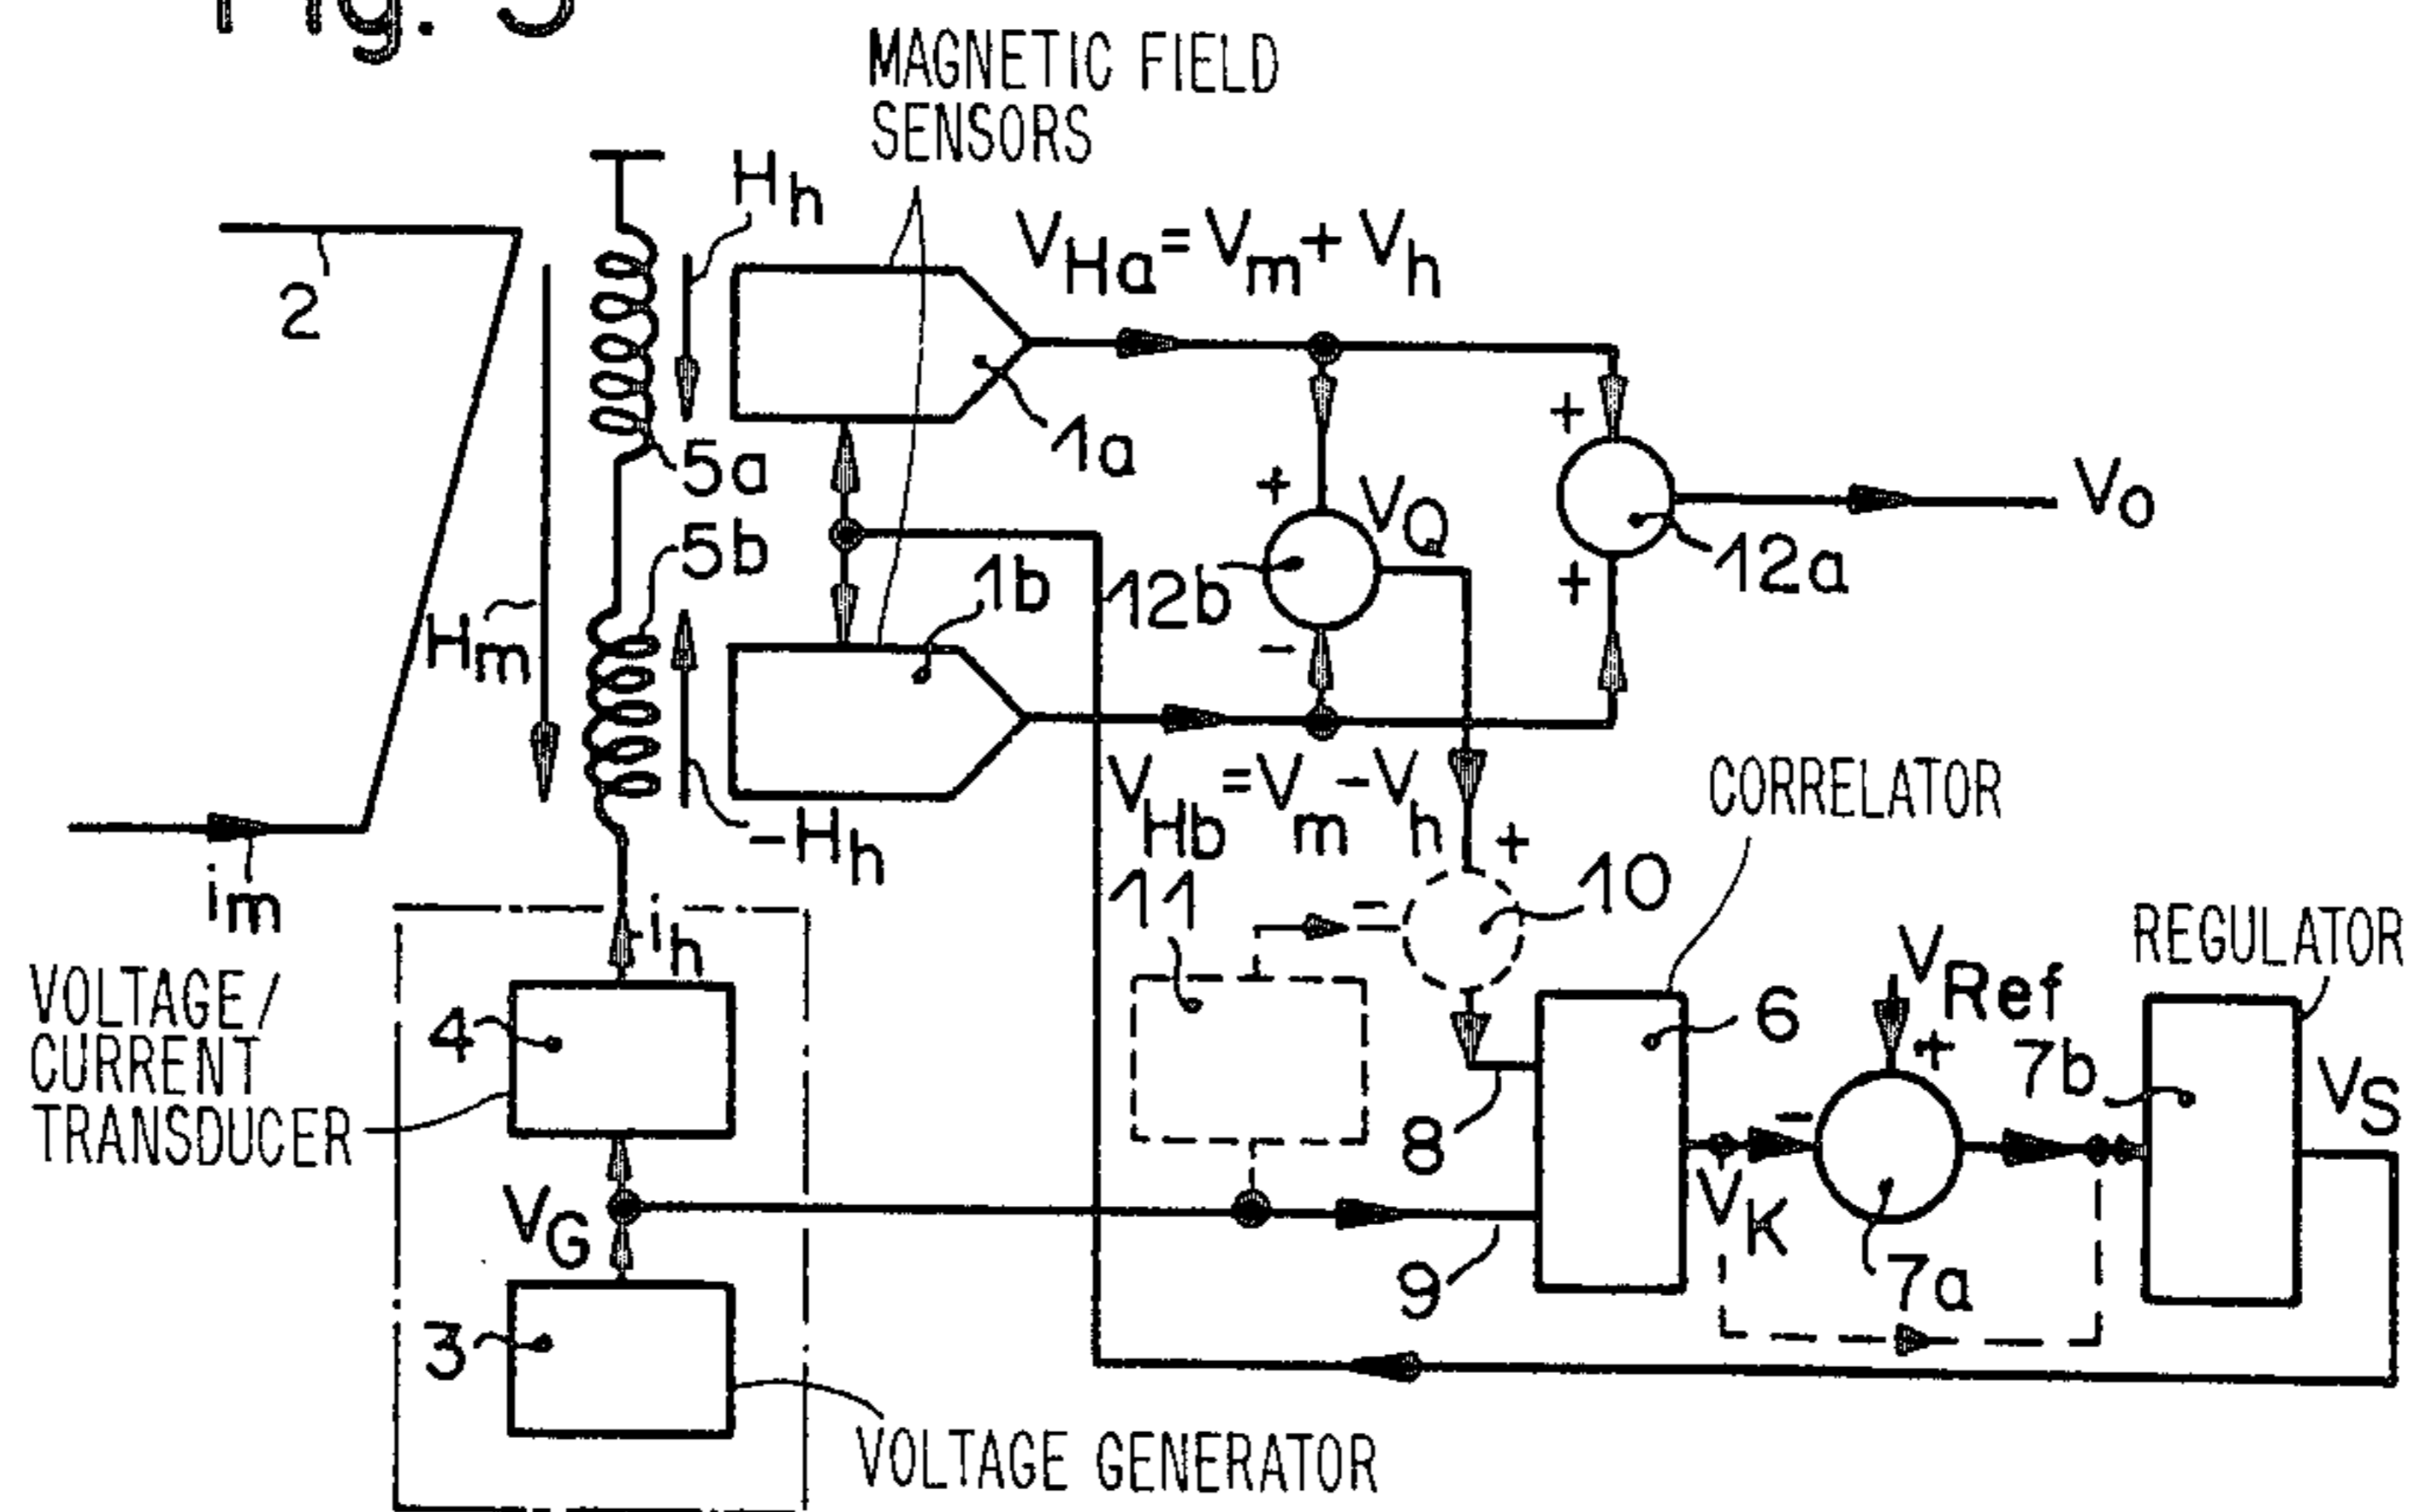 Fig. 5
MAGNETIC FIELD
SENSORS
Hh
VHa = Vm + Vh
2
5a
1a
5b
1b
12b
VQ
12a
Vo
Hm
+
+
+
-
VHb = Vm - Vh
-Hh
CORRELATOR
im
ih
11
-
+
10
VRef
REGULATOR
VOLTAGE/
CURRENT
TRANSDUCER
4
6
+
7b
VS
8
-
VG
VK
9
7a
3
VOLTAGE GENERATOR